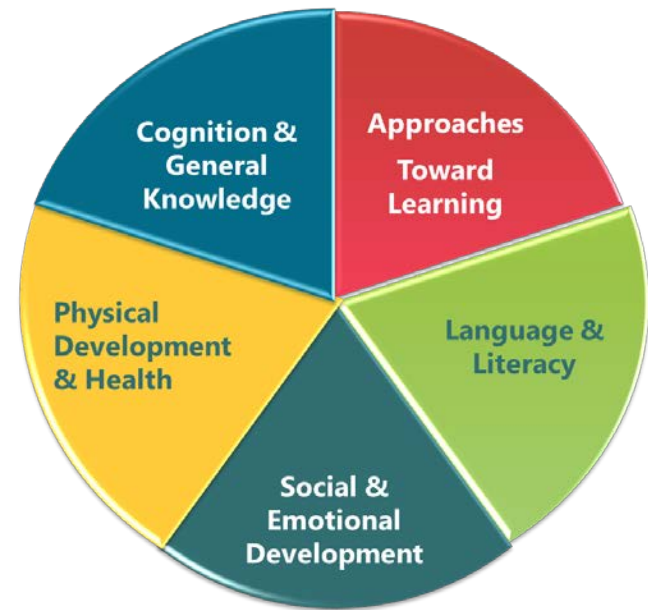 Cognition &
General
Knowledge
Approaches
Toward
Learning
Physical
Development
& Health
Language &
Literacy
Social &
Emotional
Development